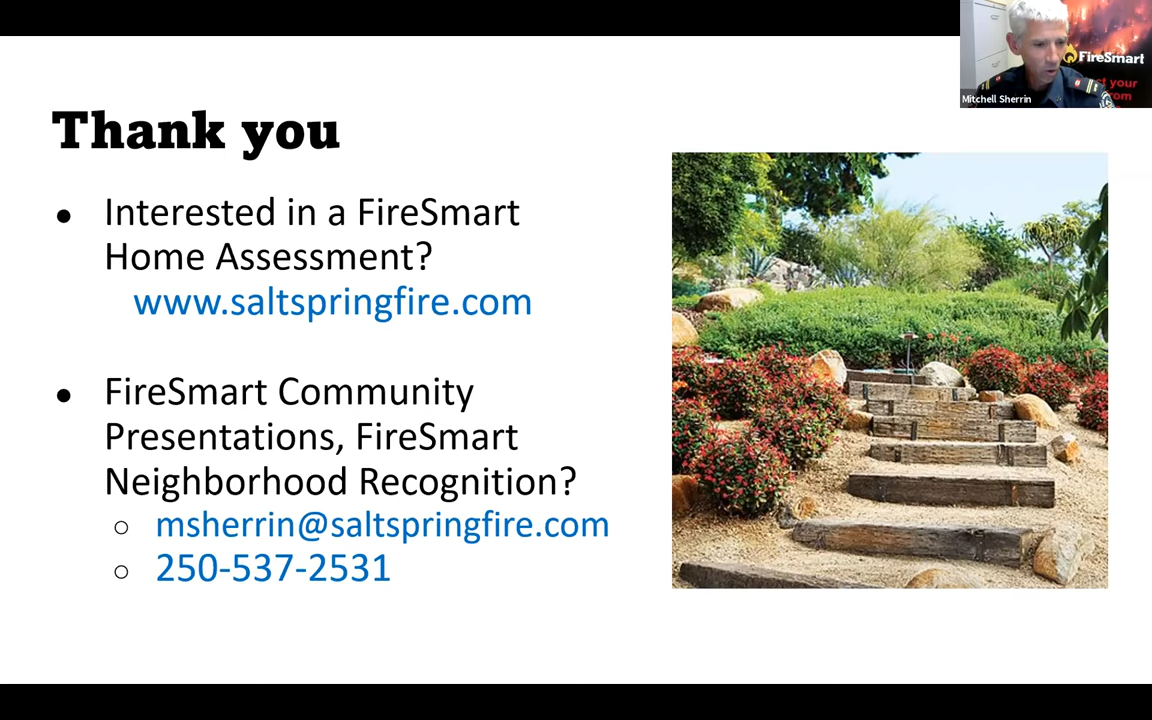 Thank you
● Interested in a FireSmart
Home Assessment?
www.saltspringfire.com
● FireSmart Community
Presentations, FireSmart
Neighborhood Recognition?
○ msherrin@saltspringfire.com
○ 250-537-2531
FireSmart
your
Mitchell Sherrin